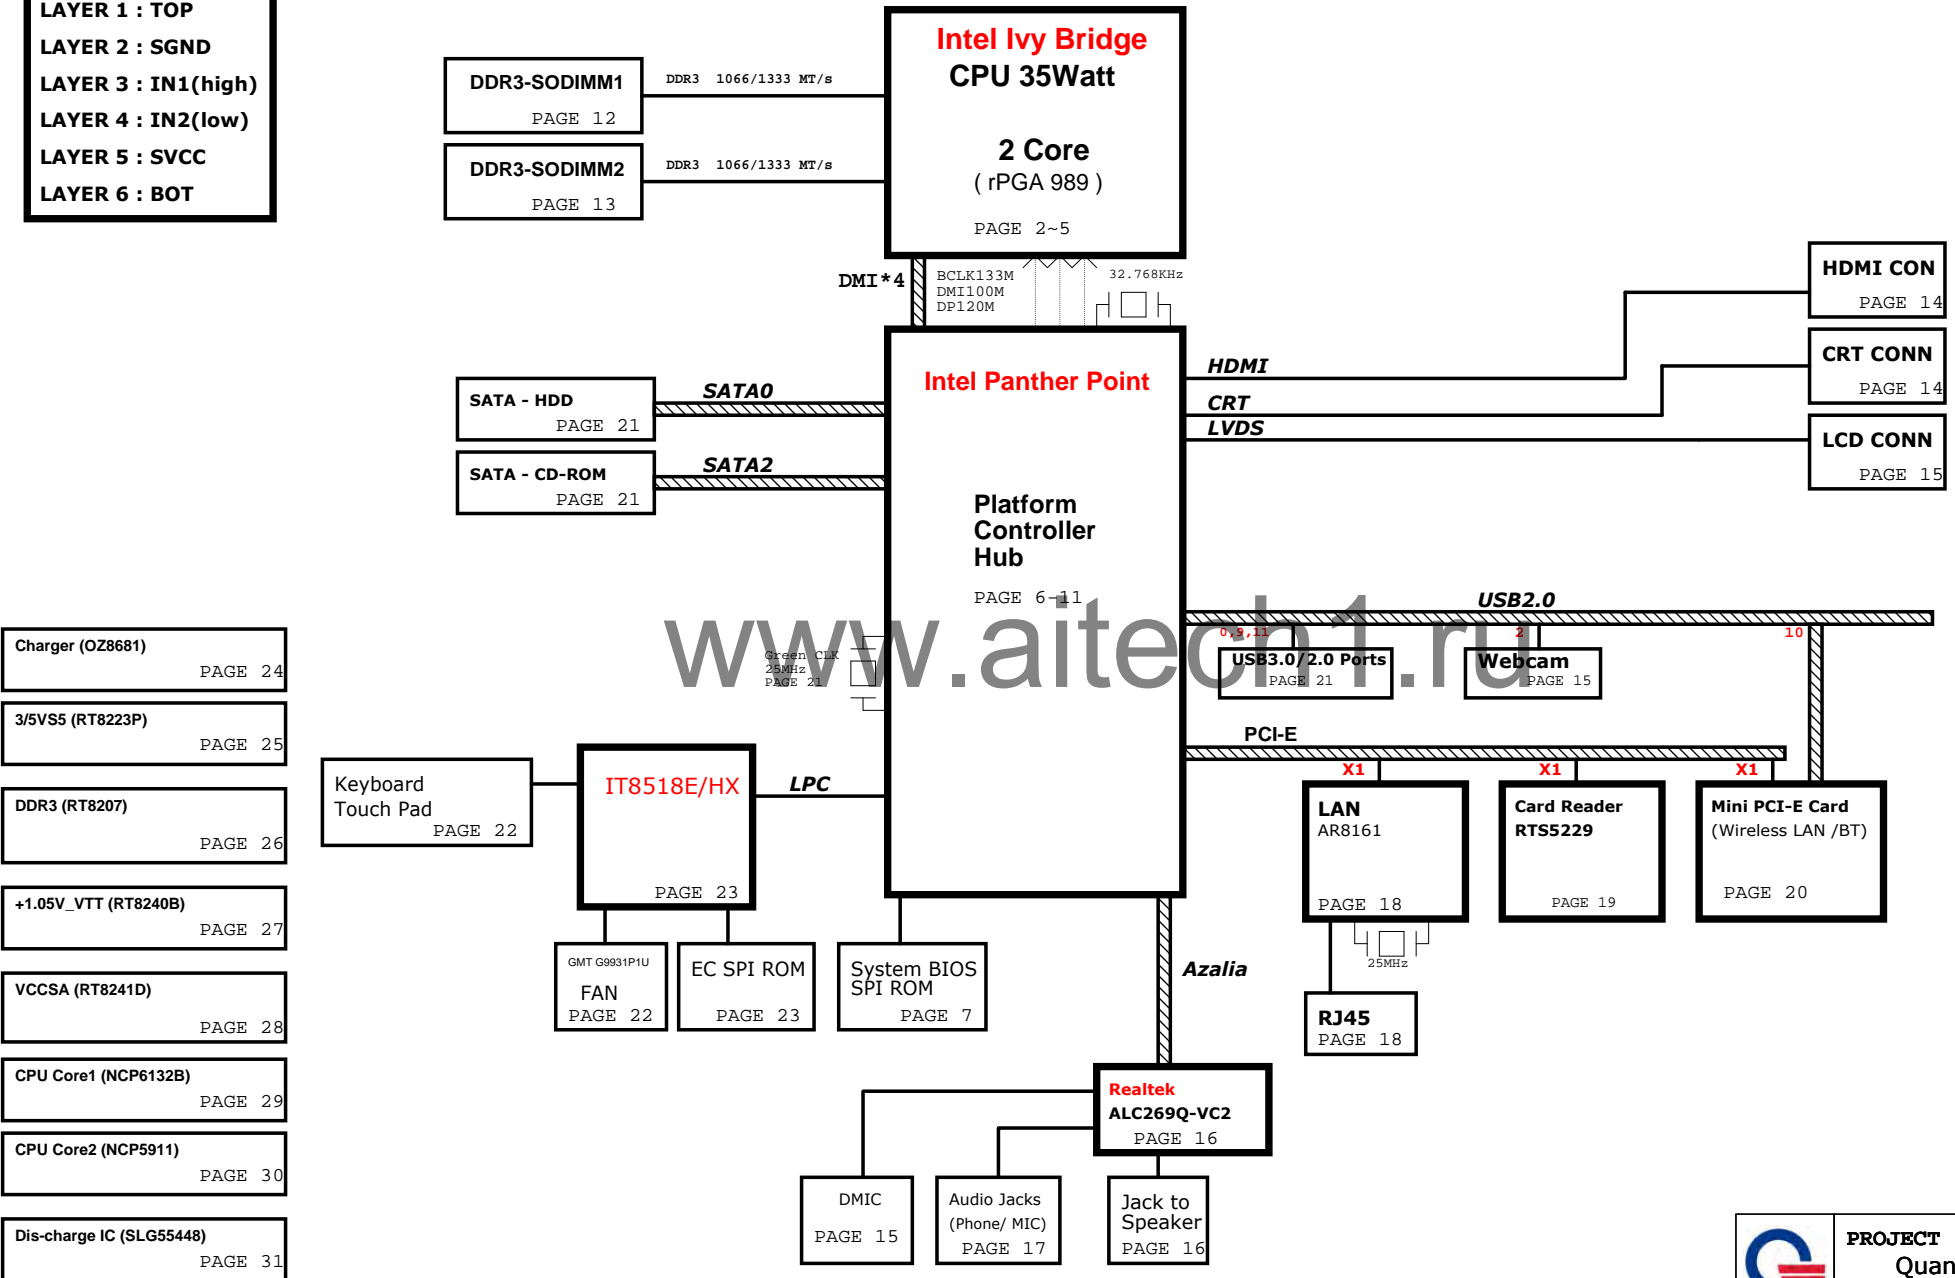 LAYER 1 : TOP
LAYER 2 : SGND
LAYER 3 : IN1(high)
LAYER 4 : IN2(low)
LAYER 5 : SVCC
LAYER 6 : BOT
DDR3-SODIMM1
PAGE 12
DDR3 1066/1333 MT/s
DDR3-SODIMM2
PAGE 13
DDR3 1066/1333 MT/s
Intel Ivy Bridge
CPU 35Watt
2 Core
( rPGA 989 )
PAGE 2~5
DMI*4
BCLK133M
DMI100M
DP120M
32.768KHz
HDMI CON
PAGE 14
CRT CONN
PAGE 14
LCD CONN
PAGE 15
HDMI
CRT
LVDS
SATA - HDD
PAGE 21
SATA0
SATA - CD-ROM
PAGE 21
SATA2
Intel Panther Point
Platform
Controller
Hub
PAGE 6-11
www.aitech1.ru
Green CLK
25MHz
PAGE 21
USB2.0
0,9,11
2
10
USB3.0/2.0 Ports
PAGE 21
Webcam
PAGE 15
PCI-E
X1
X1
X1
LAN
AR8161
PAGE 18
25MHz
Card Reader
RTS5229
PAGE 19
Mini PCI-E Card
(Wireless LAN /BT)
PAGE 20
RJ45
PAGE 18
Charger (OZ8681)
PAGE 24
3/5VS5 (RT8223P)
PAGE 25
DDR3 (RT8207)
PAGE 26
+1.05V_VTT (RT8240B)
PAGE 27
VCCSA (RT8241D)
PAGE 28
CPU Core1 (NCP6132B)
PAGE 29
CPU Core2 (NCP5911)
PAGE 30
Dis-charge IC (SLG55448)
PAGE 31
Keyboard
Touch Pad
PAGE 22
IT8518E/HX
PAGE 23
LPC
GMT G9931P1U
FAN
PAGE 22
EC SPI ROM
PAGE 23
System BIOS
SPI ROM
PAGE 7
Azalia
Realtek
ALC269Q-VC2
PAGE 16
DMIC
PAGE 15
Audio Jacks
(Phone/ MIC)
PAGE 17
Jack to
Speaker
PAGE 16
PROJECT
Quan